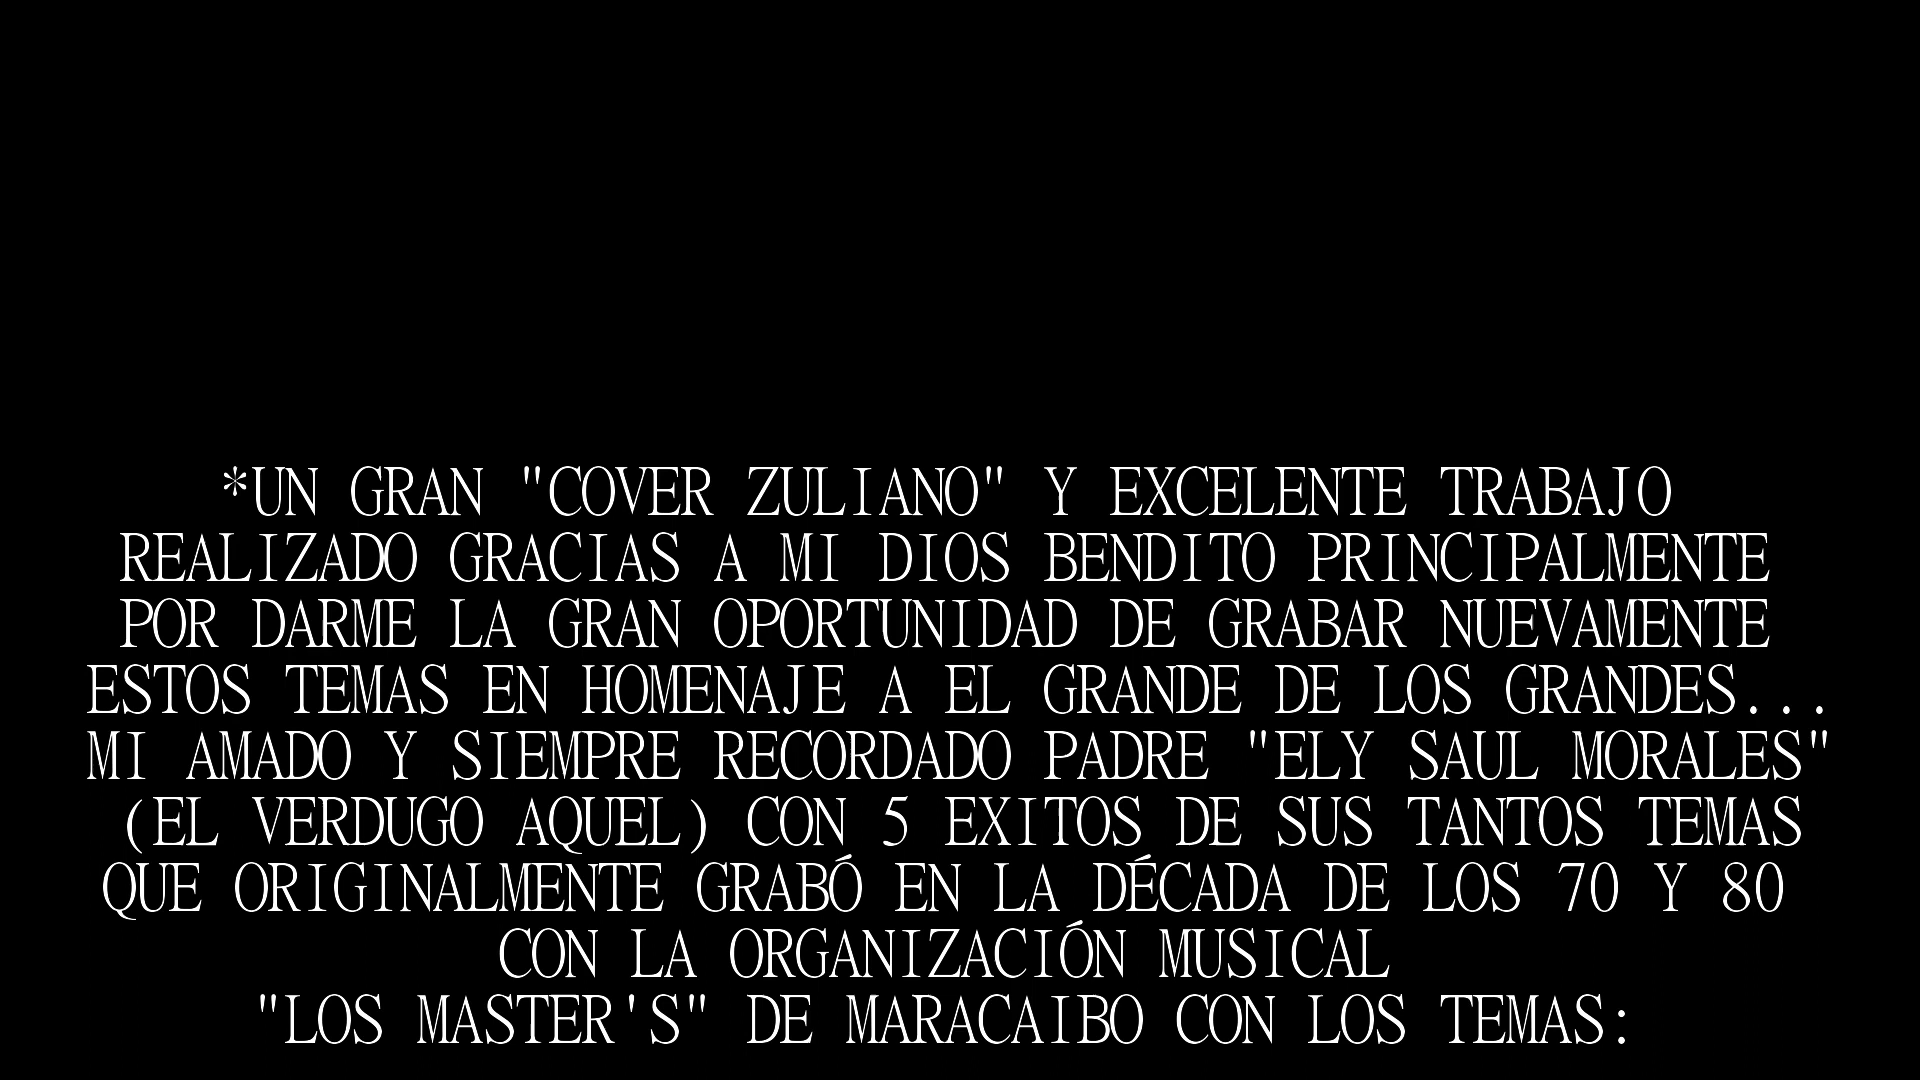 *UN GRAN "COVER ZULIANO" Y EXCELENTE TRABAJO
REALIZADO GRACIAS A MI DIOS BENDITO PRINCIPALMENTE
POR DARME LA GRAN OPORTUNIDAD DE GRABAR NUEVAMENTE
ESTOS TEMAS EN HOMENAJE A EL GRANDE DE LOS GRANDES...
MI AMADO Y SIEMPRE RECORDADO PADRE "ELY SAUL MORALES"
(EL VERDUGO AQUEL) CON 5 EXITOS DE SUS TANTOS TEMAS
QUE ORIGINALMENTE GRABÓ EN LA DÉCADA DE LOS 70 Y 80
CON LA ORGANIZACIÓN MUSICAL
"LOS MASTER'S" DE MARACAIBO CON LOS TEMAS: